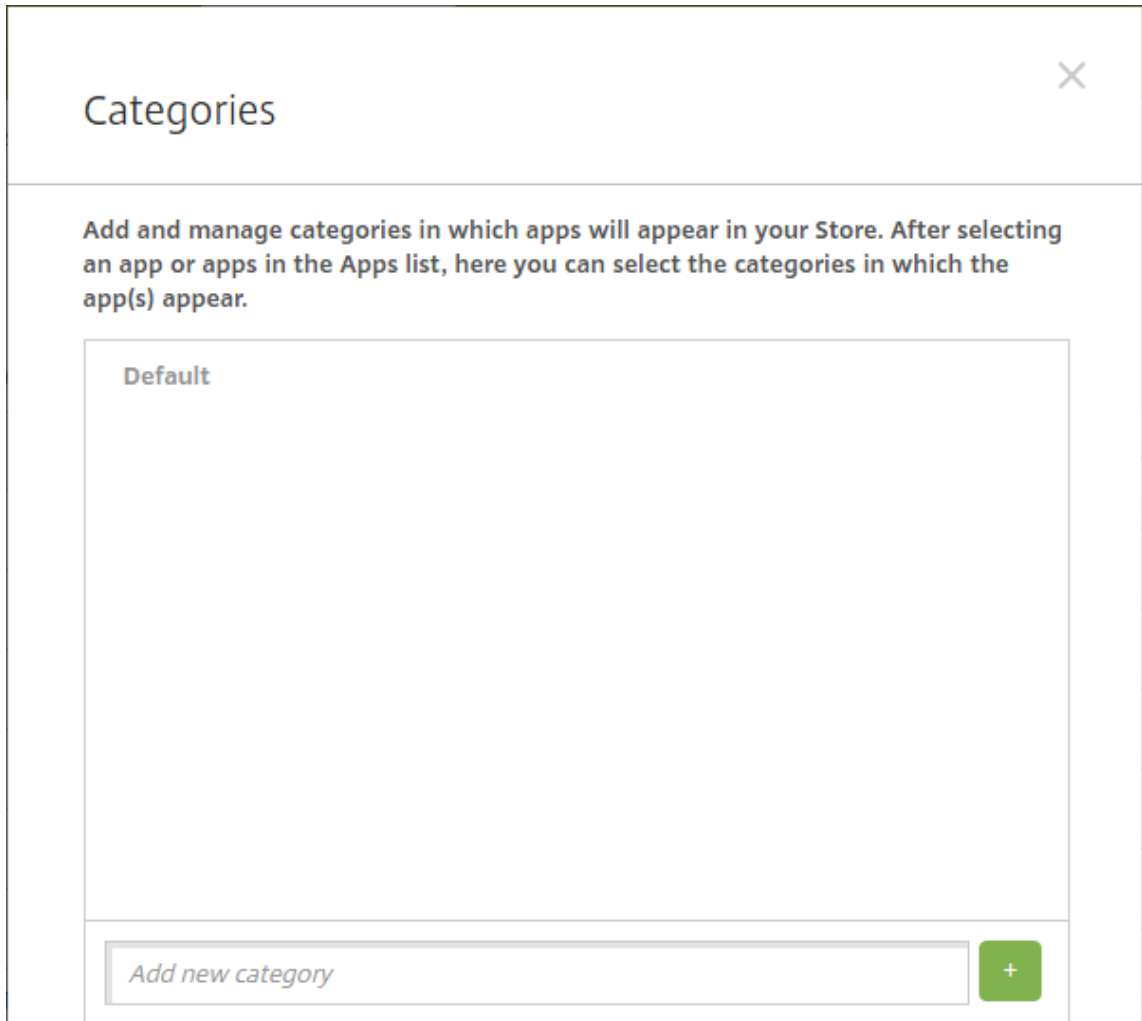 Categories
Add and manage categories in which apps will appear in your Store. After selecting
an app or apps in the Apps list, here you can select the categories in which the
app(s) appear.
Default
Add new category
+